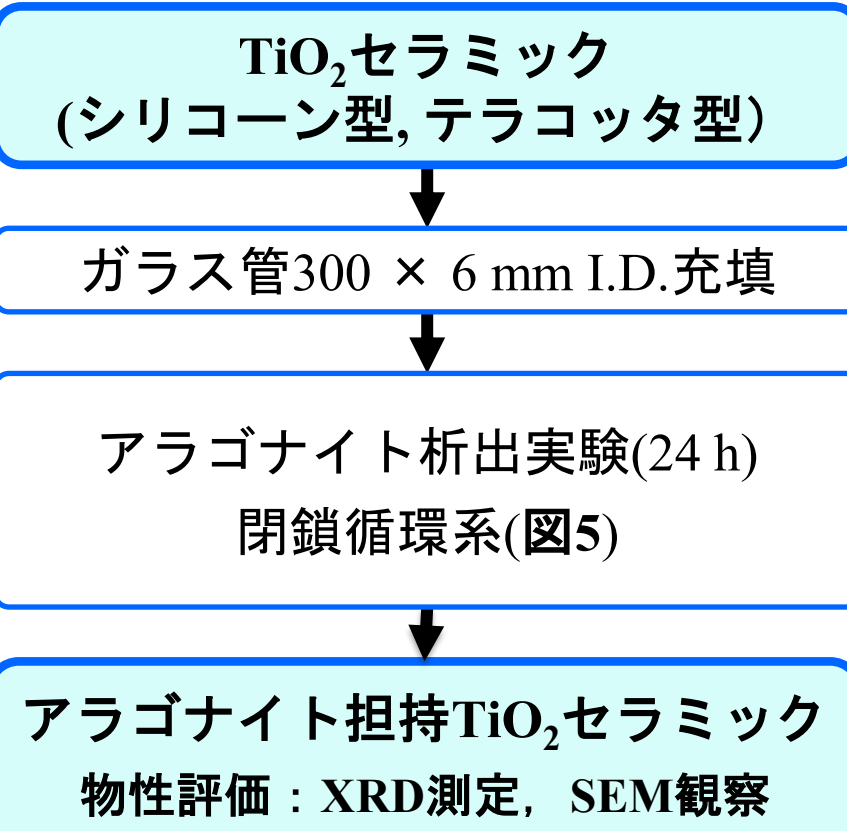 TiO₂セラミック
(シリコーン型, テラコッタ型）
ガラス管300 × 6 mm I.D.充填
アラゴナイト析出実験(24 h)
閉鎖循環系(図5)
アラゴナイト担持TiO₂セラミック
物性評価：XRD測定，SEM観察